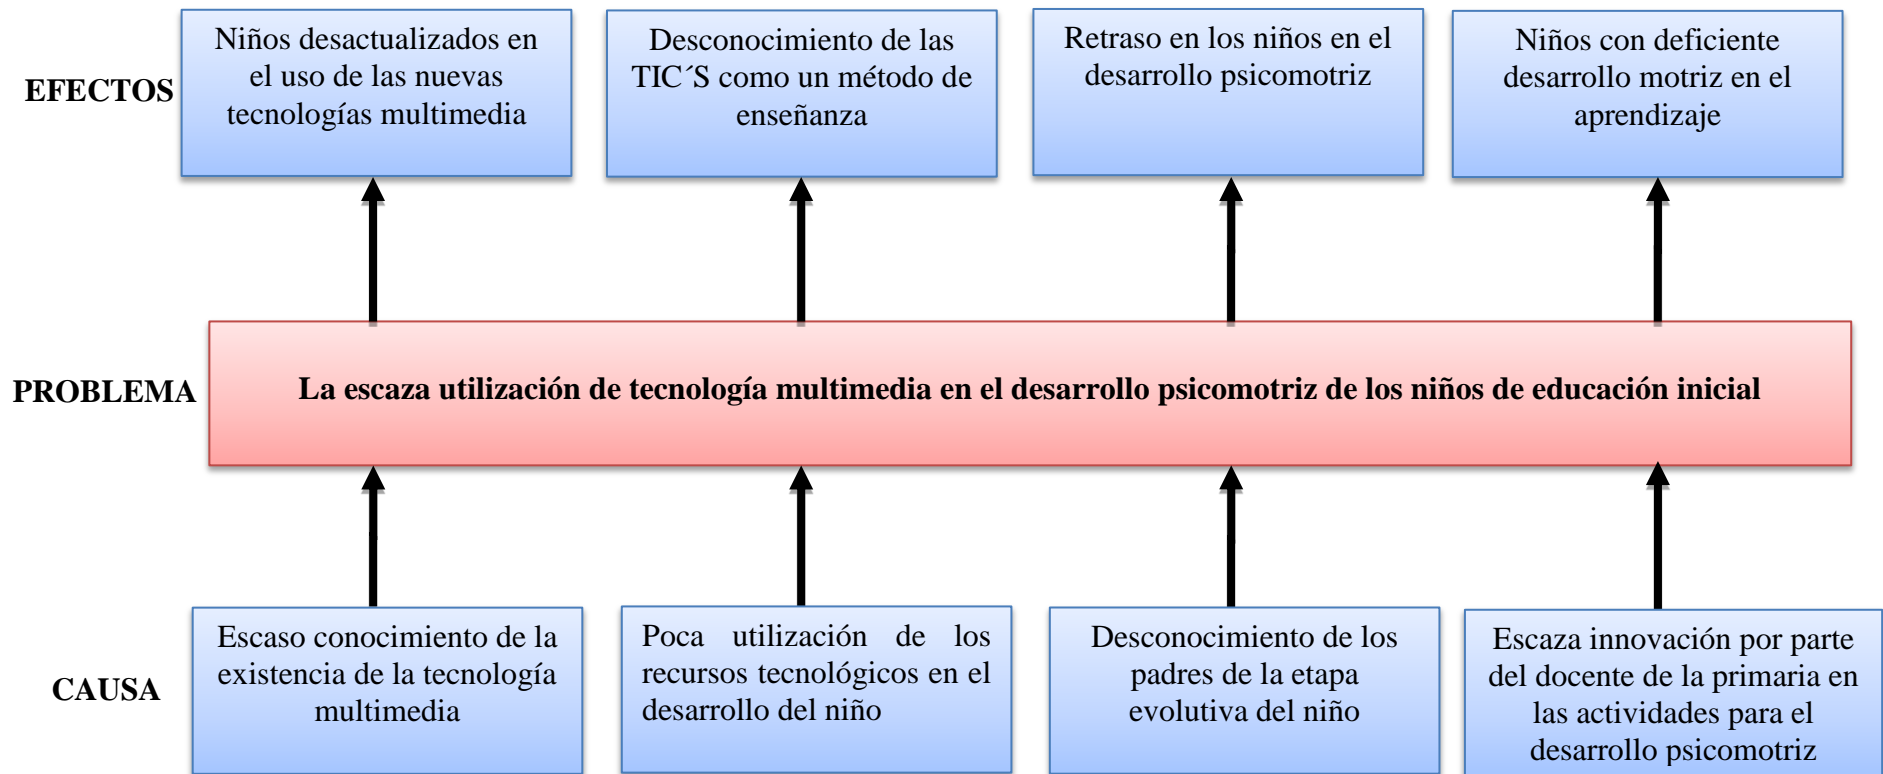 EFECTOS
Niños desactualizados en
el uso de las nuevas
tecnologías multimedia
Desconocimiento de las
TIC´S como un método de
enseñanza
Retraso en los niños en el
desarrollo psicomotriz
Niños con deficiente
desarrollo motriz en el
aprendizaje
PROBLEMA
La escaza utilización de tecnología multimedia en el desarrollo psicomotriz de los niños de educación inicial
CAUSA
Escaso conocimiento de la
existencia de la tecnología
multimedia
Poca utilización de los
recursos tecnológicos en el
desarrollo del niño
Desconocimiento de los
padres de la etapa
evolutiva del niño
Escaza innovación por parte
del docente de la primaria en
las actividades para el
desarrollo psicomotriz